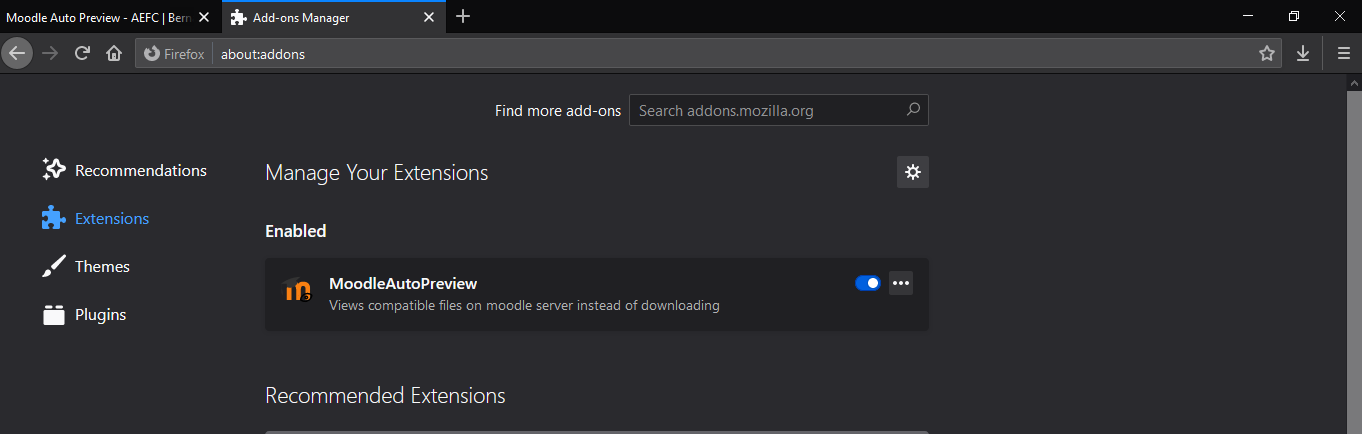 Moodle Auto Preview - AEFC | Bern
Add-ons Manager
Firefox
about:addons
Find more add-ons
Search addons.mozilla.org
Recommendations
Extensions
Themes
Plugins
Manage Your Extensions
Enabled
MoodleAutoPreview
Views compatible files on moodle server instead of downloading
Recommended Extensions